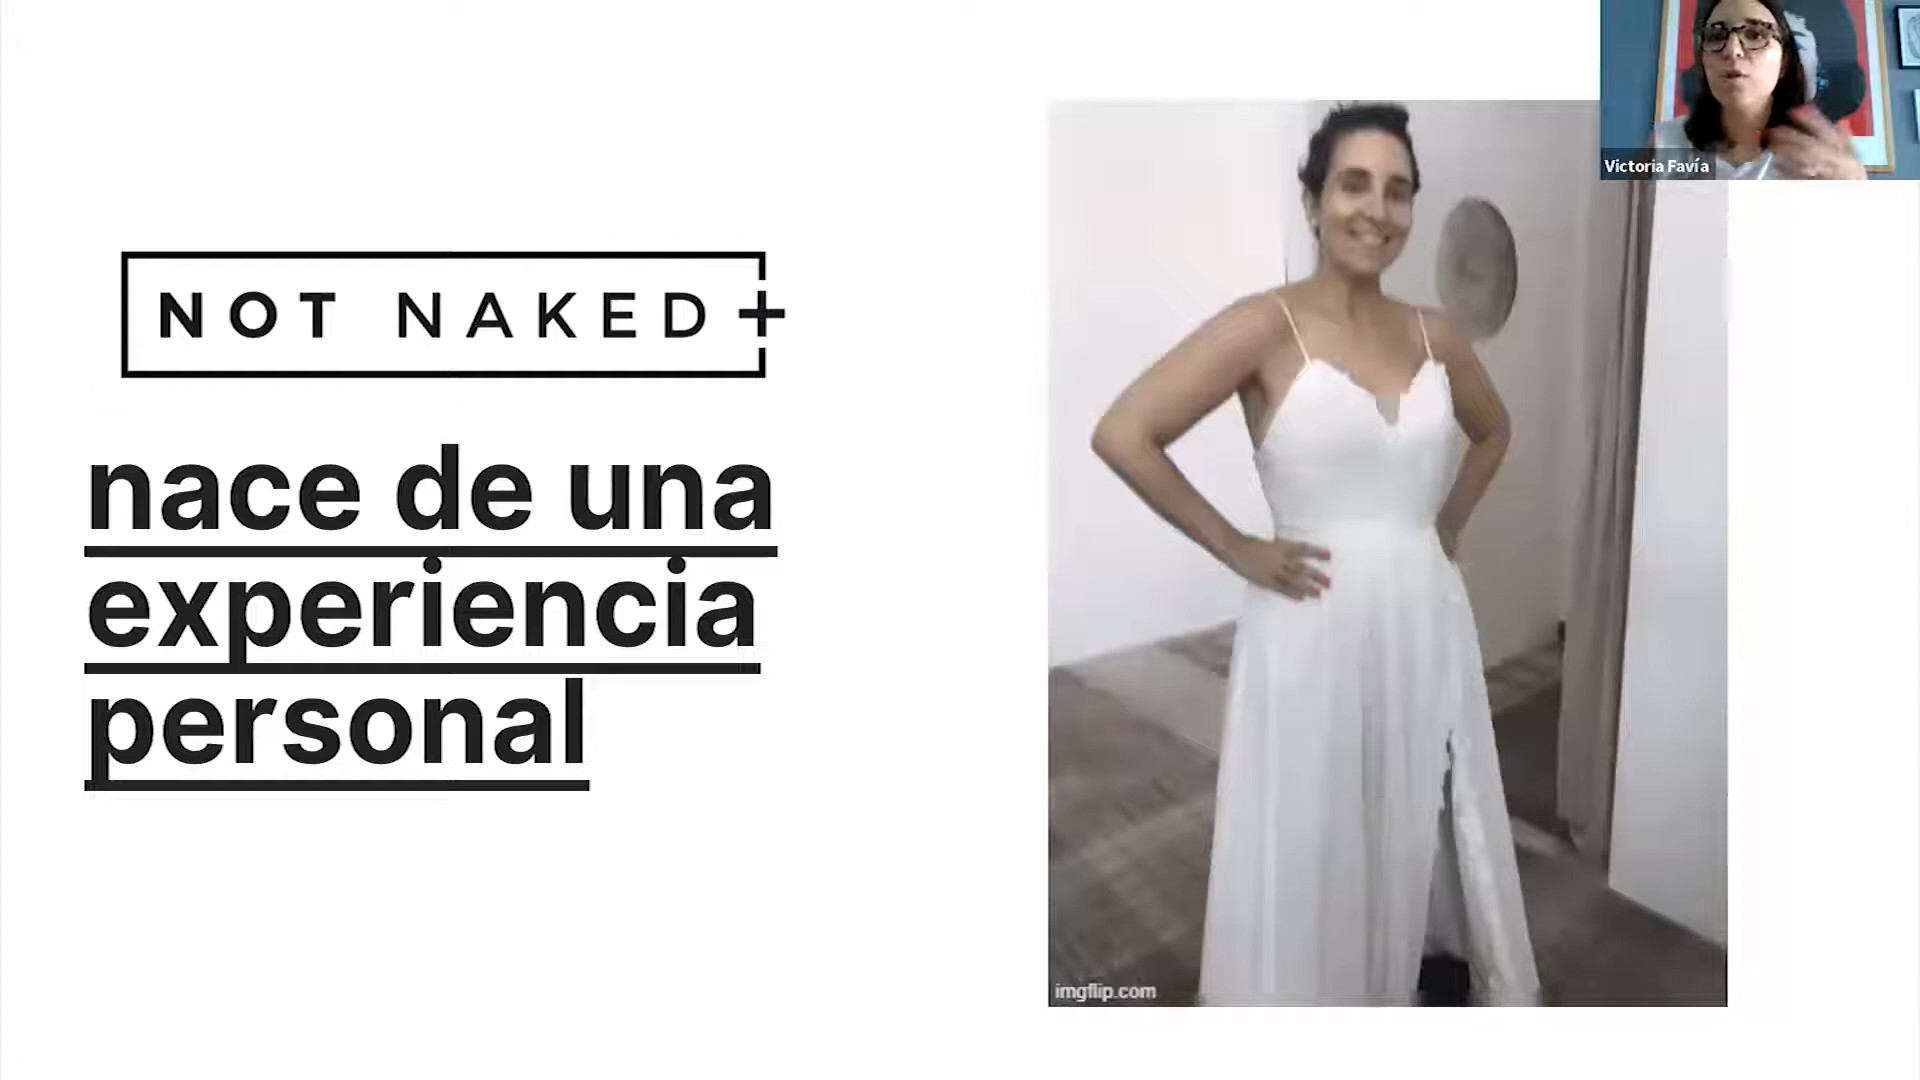 Victoria Favía
NOT NAKED +
nace de una
experiencia
personal
imgflip.com